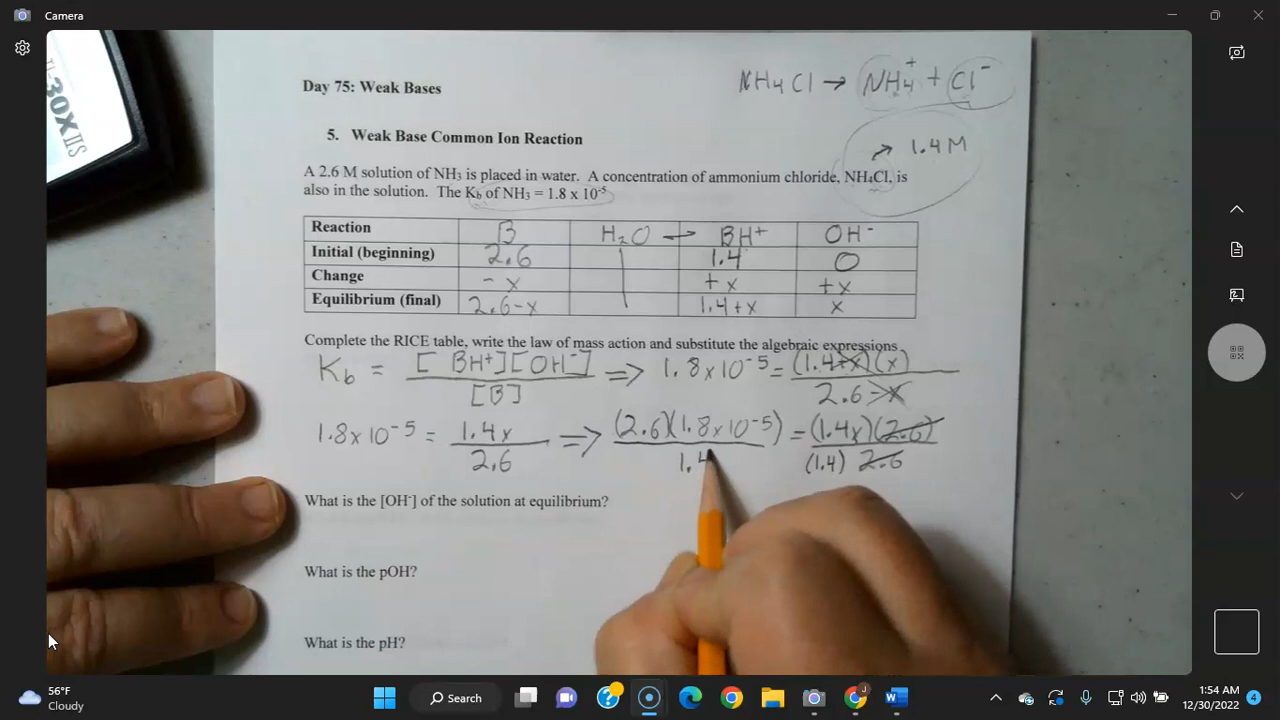 Camera
TI-30X IIS
Day 75: Weak Bases
NH4Cl → NH4+ + Cl-
5. Weak Base Common Ion Reaction
→ 1.4 M
A 2.6 M solution of NH3 is placed in water. A concentration of ammonium chloride, NH4Cl, is
also in the solution. The Kb of NH3 = 1.8 x 10-5
Reaction B H2O → BH+ OH-
Initial (beginning) 2.6 1.4 0
Change - x + x + x
Equilibrium (final) 2.6-x 1.4+x x
Complete the RICE table, write the law of mass action and substitute the algebraic expressions.
Kb = [BH+][OH-] / [B] => 1.8 x 10-5 = (1.4+x)(x) / 2.6-x
1.8 x 10-5 = 1.4x / 2.6 => (2.6)(1.8 x 10-5) / 1.4 = (1.4x)(2.6) / (1.4) 2.6
What is the [OH-] of the solution at equilibrium?
What is the pOH?
What is the pH?
56°F
Cloudy
Search
1:54 AM
12/30/2022
4